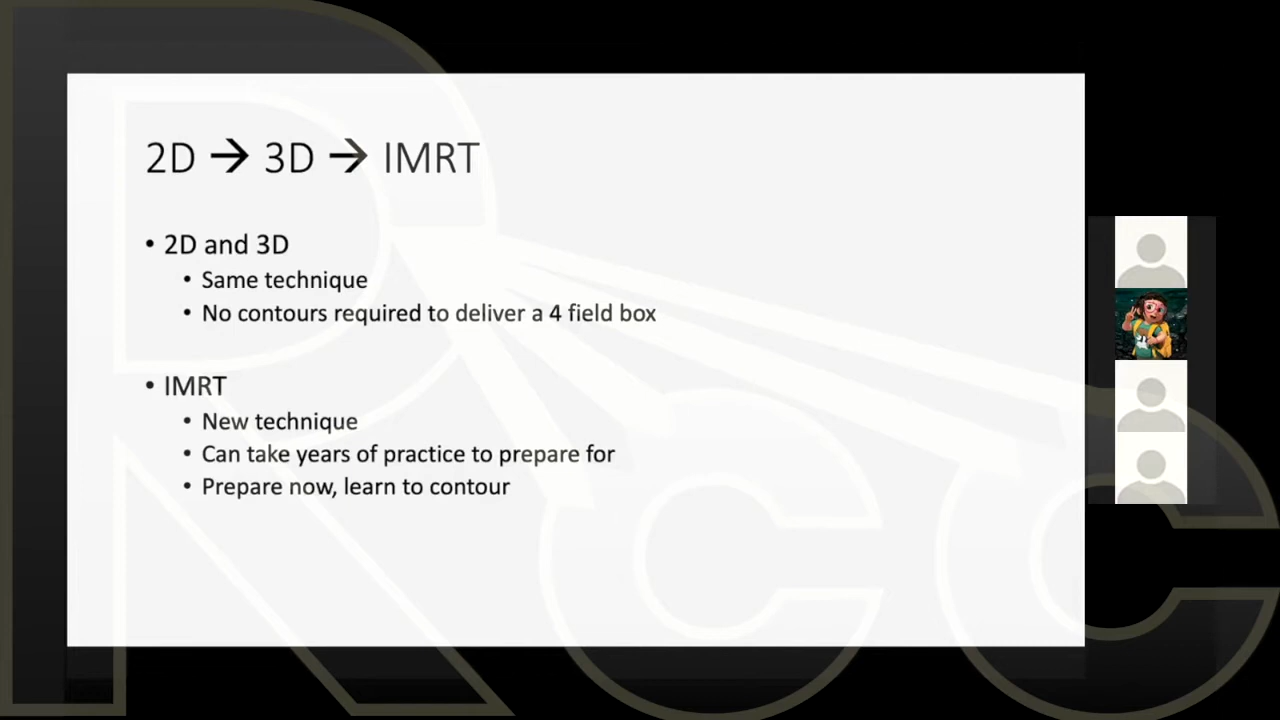 2D → 3D → IMRT
• 2D and 3D
• Same technique
• No contours required to deliver a 4 field box
• IMRT
• New technique
• Can take years of practice to prepare for
• Prepare now, learn to contour
RCC